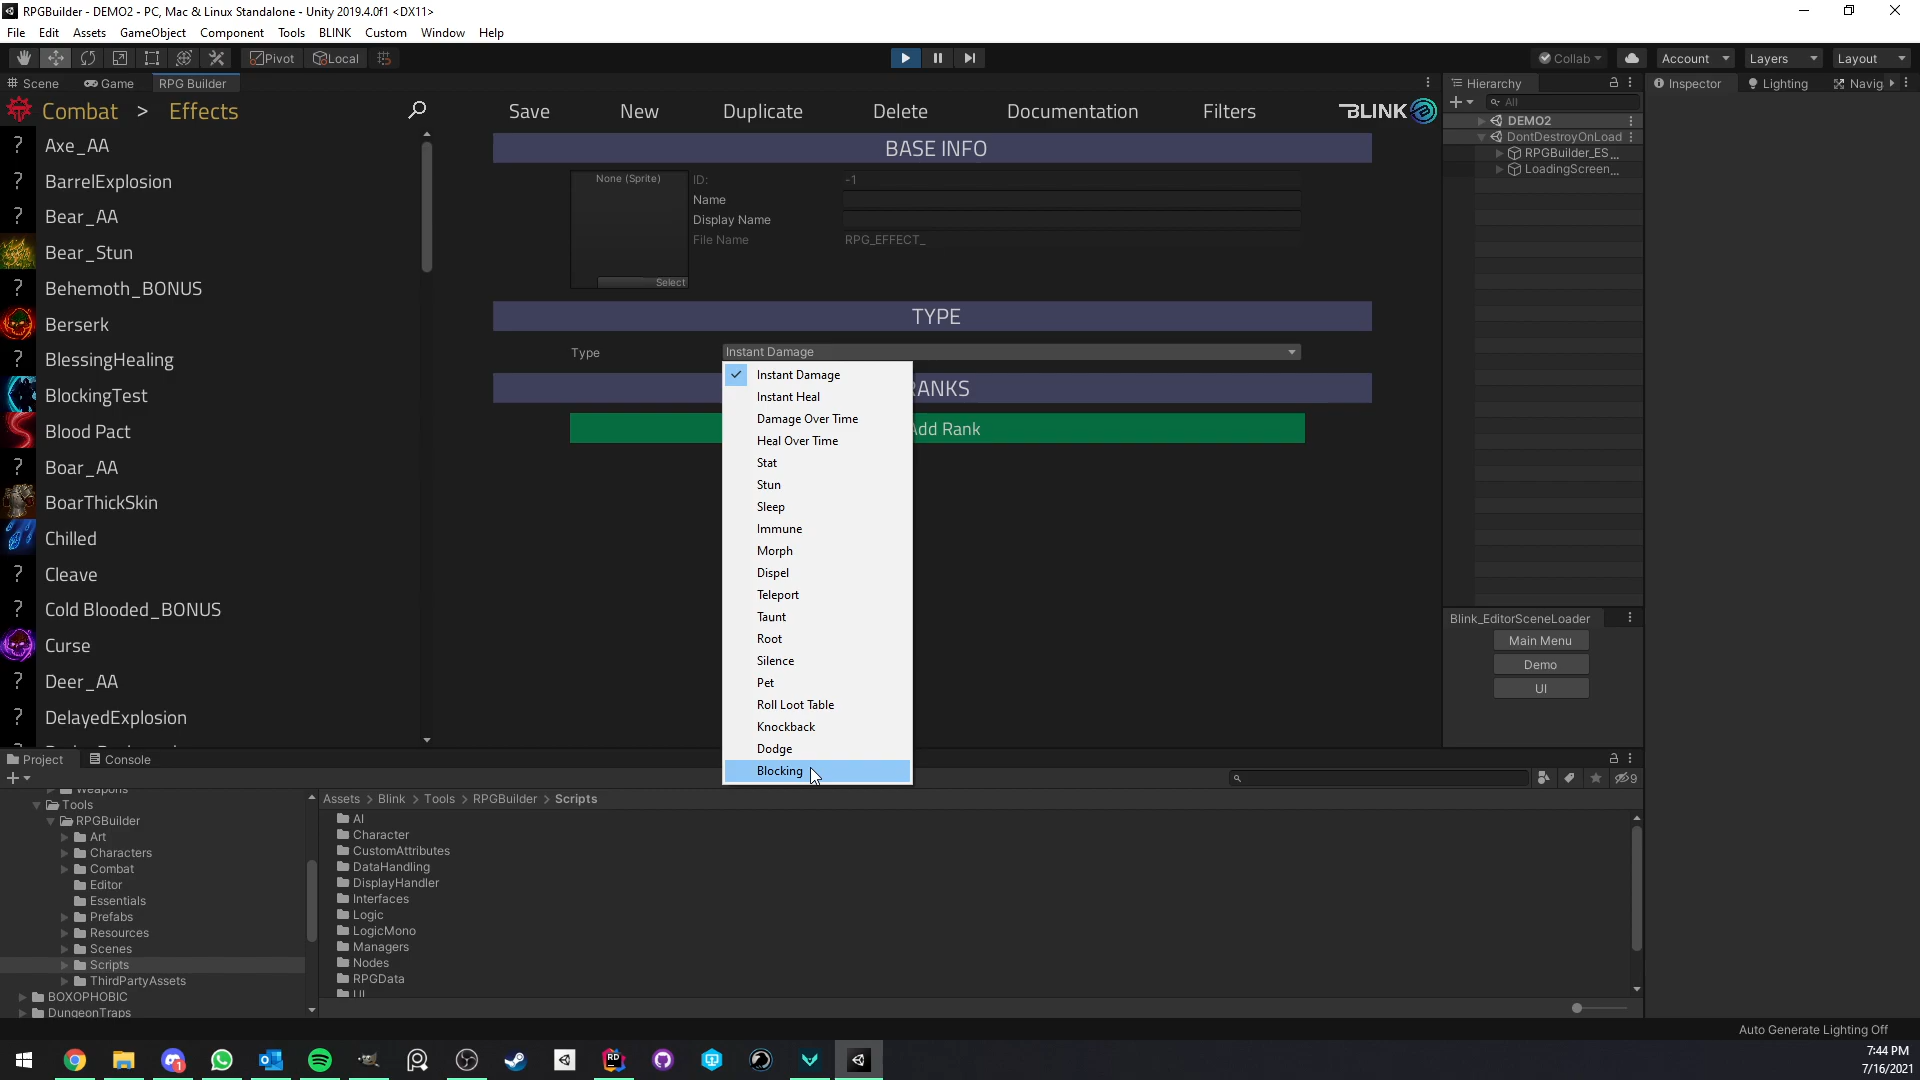 RPGBuilder - DEMO2 - PC, Mac & Linux Standalone - Unity 2019.4.0f1 <DX11>
File Edit Assets GameObject Component Tools BLINK Custom Window Help
Pivot Local Collab Account Layers Layout
Scene Game RPG Builder Hierarchy Inspector Lighting Navig
Combat > Effects Save New Duplicate Delete Documentation Filters BLINK
All
DEMO2
DontDestroyOnLoad
RPGBuilder_ES...
LoadingScreen...
Axe_AA
BarrelExplosion
Bear_AA
Bear_Stun
Behemoth_BONUS
Berserk
BlessingHealing
BlockingTest
Blood Pact
Boar_AA
BoarThickSkin
Chilled
Cleave
Cold Blooded_BONUS
Curse
Deer_AA
DelayedExplosion
BASE INFO
None (Sprite)
Select
ID: -1
Name
Display Name
File Name RPG_EFFECT_
TYPE
Type Instant Damage
RANKS
Add Rank
Instant Damage
Instant Heal
Damage Over Time
Heal Over Time
Stat
Stun
Sleep
Immune
Morph
Dispel
Teleport
Taunt
Root
Silence
Pet
Roll Loot Table
Knockback
Dodge
Blocking
Blink_EditorSceneLoader
Main Menu
Demo
UI
Project Console
9
Weapons
Tools
RPGBuilder
Art
Characters
Combat
Editor
Essentials
Prefabs
Resources
Scenes
Scripts
ThirdPartyAssets
BOXOPHOBIC
DungeonTraps
Assets > Blink > Tools > RPGBuilder > Scripts
AI
Character
CustomAttributes
DataHandling
DisplayHandler
Interfaces
Logic
LogicMono
Managers
Nodes
RPGData
UI
Auto Generate Lighting Off
7:44 PM
7/16/2021